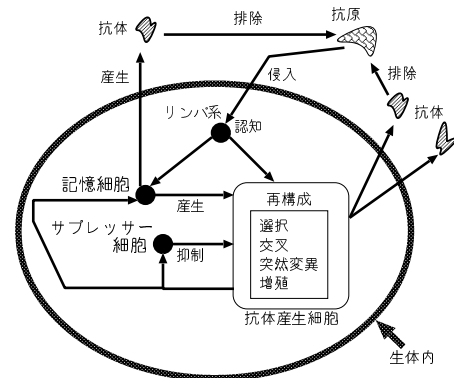 抗体
排除
抗原
産生
侵入
排除
抗体
リンパ系
認知
記憶細胞
産生
再構成
サプレッサー
細胞
抑制
選択
交叉
突然変異
増殖
抗体産生細胞
生体内